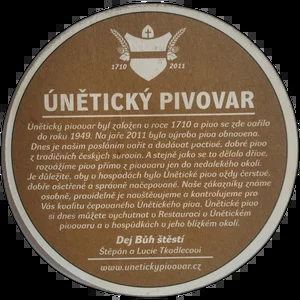 1710 2011
ÚNĚTICKÝ PIVOVAR
Únětický pivovar byl založen v roce 1710 a pivo se zde vařilo
do roku 1949. Na jaře 2011 byla výroba piva obnovena.
Dnes je naším posláním vařit a dodávat poctivé, dobré pivo
z tradičních českých surovin. A stejně jako se to dělalo dříve,
rozvážíme pivo přímo z pivovaru jen do nedalekého okolí.
Je důležité, aby v hospodách bylo Únětické pivo vždy čerstvé,
dobře ošetřené a správně načepované. Naše zákazníky známe
osobně, pravidelně je navštěvujeme a kontrolujeme pro
Vás kvalitu čepovaného Únětického piva. Únětické pivo
si dnes můžete vychutnat v Restauraci v Únětickém
pivovaru a v hospůdkách v jeho blízkém okolí.
Dej Bůh štěstí
Štěpán a Lucie Tkadlecovi
www.unetickypivovar.cz